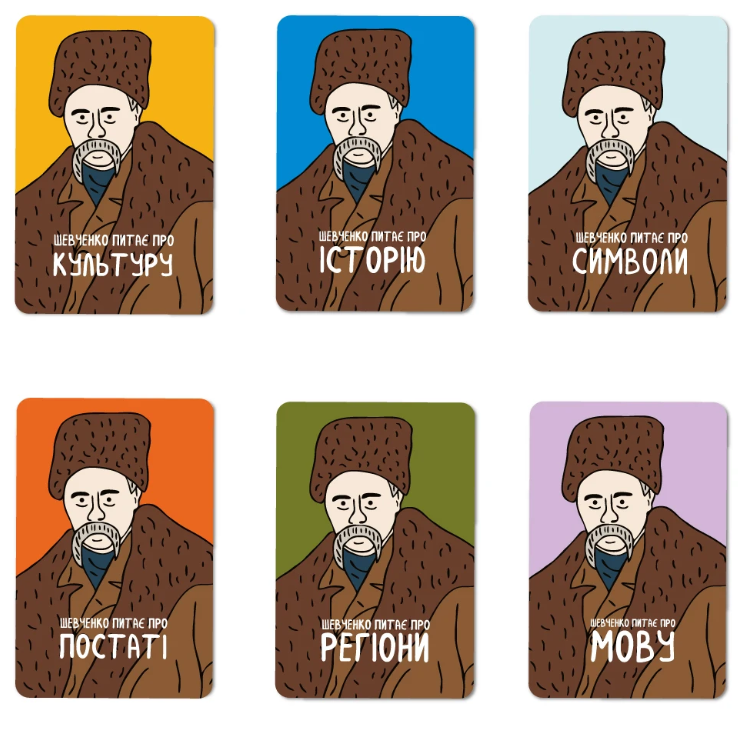 ШЕВЧЕНКО ПИТАЄ ПРО
КУЛЬТУРУ
ШЕВЧЕНКО ПИТАЄ ПРО
ІСТОРІЮ
ШЕВЧЕНКО ПИТАЄ ПРО
СИМВОЛИ
ШЕВЧЕНКО ПИТАЄ ПРО
ПОСТАТІ
ШЕВЧЕНКО ПИТАЄ ПРО
РЕГІОНИ
ШЕВЧЕНКО ПИТАЄ ПРО
МОВУ